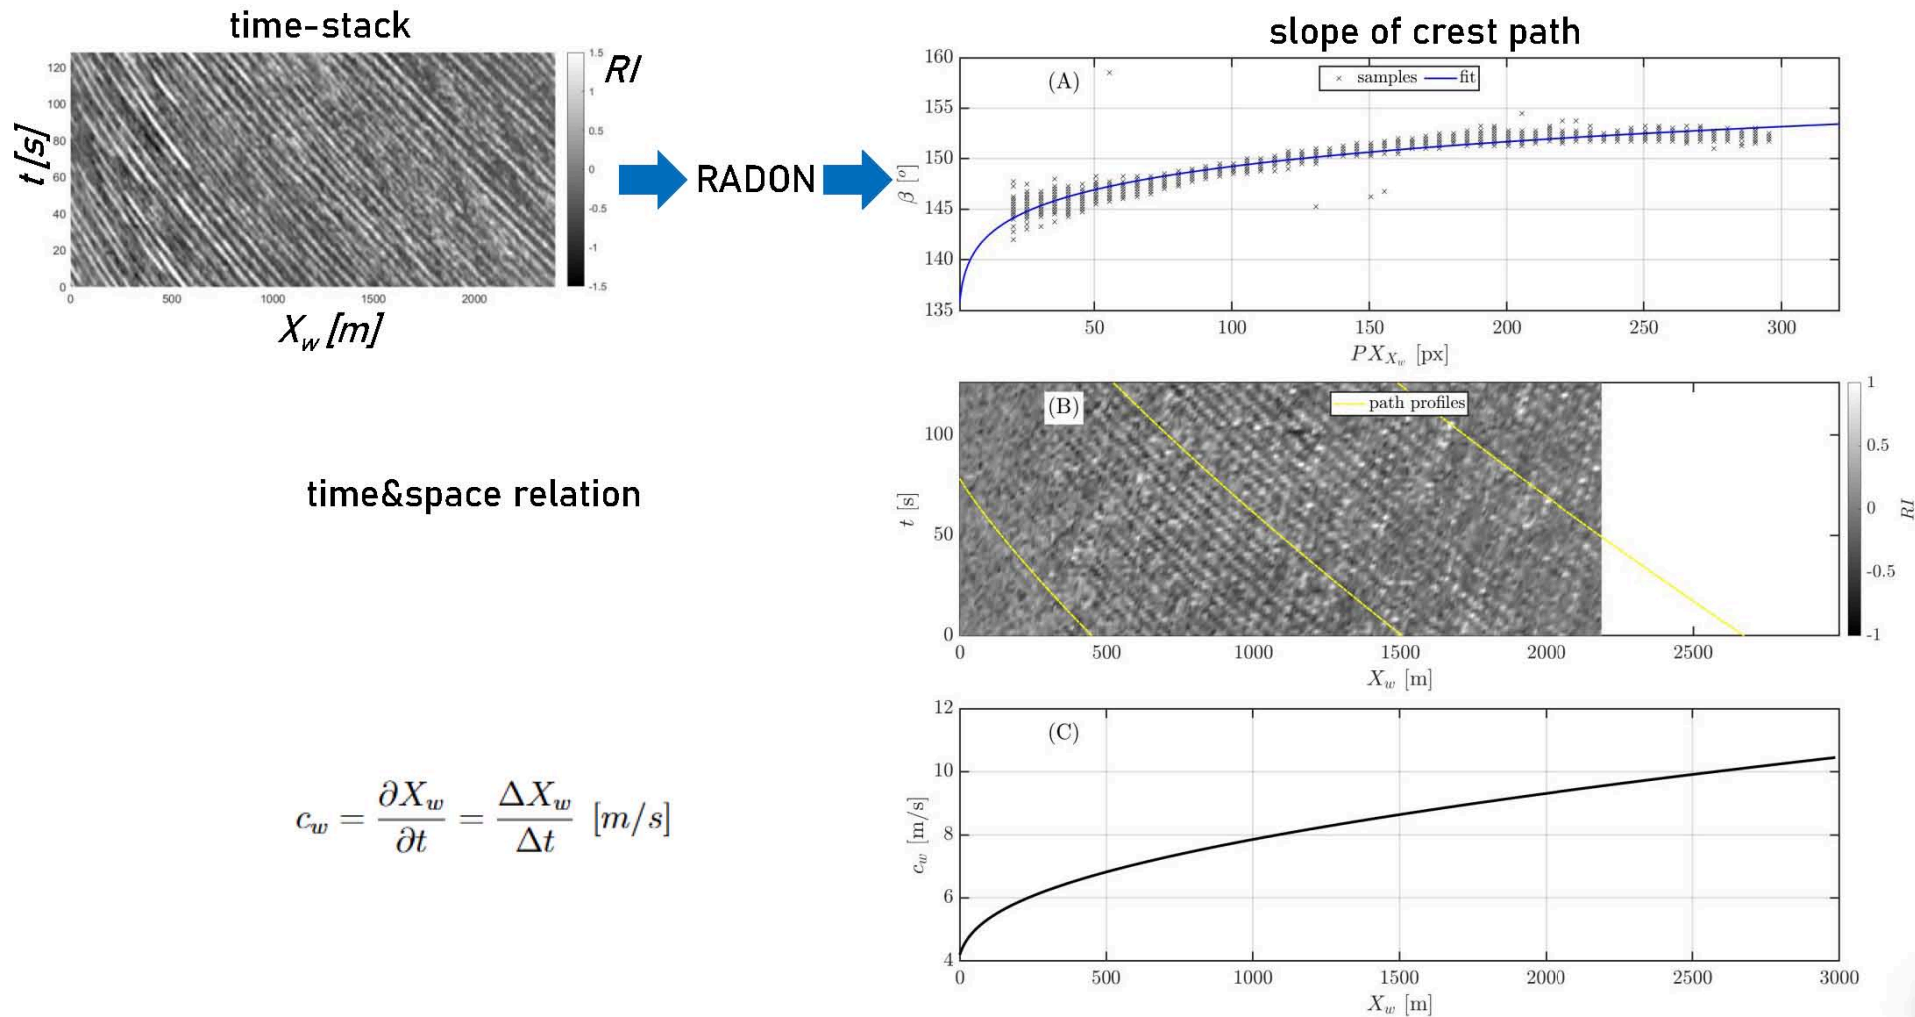 time-stack
slope of crest path
RI
1.5
1
0.5
0
-0.5
-1
-1.5
120
100
80
60
40
20
0
t [s]
0
500
1000
1500
2000
X_w [m]
RADON
(A)
samples
fit
160
155
150
145
140
135
β [º]
50
100
150
200
250
300
PX_{X_w} [px]
time&space relation
(B)
path profiles
100
50
0
t [s]
0
500
1000
1500
2000
2500
X_w [m]
1
0.5
0
-0.5
-1
RI
c_w = ∂X_w/∂t = ΔX_w/Δt [m/s]
(C)
12
10
8
6
4
c_w [m/s]
0
500
1000
1500
2000
2500
3000
X_w [m]